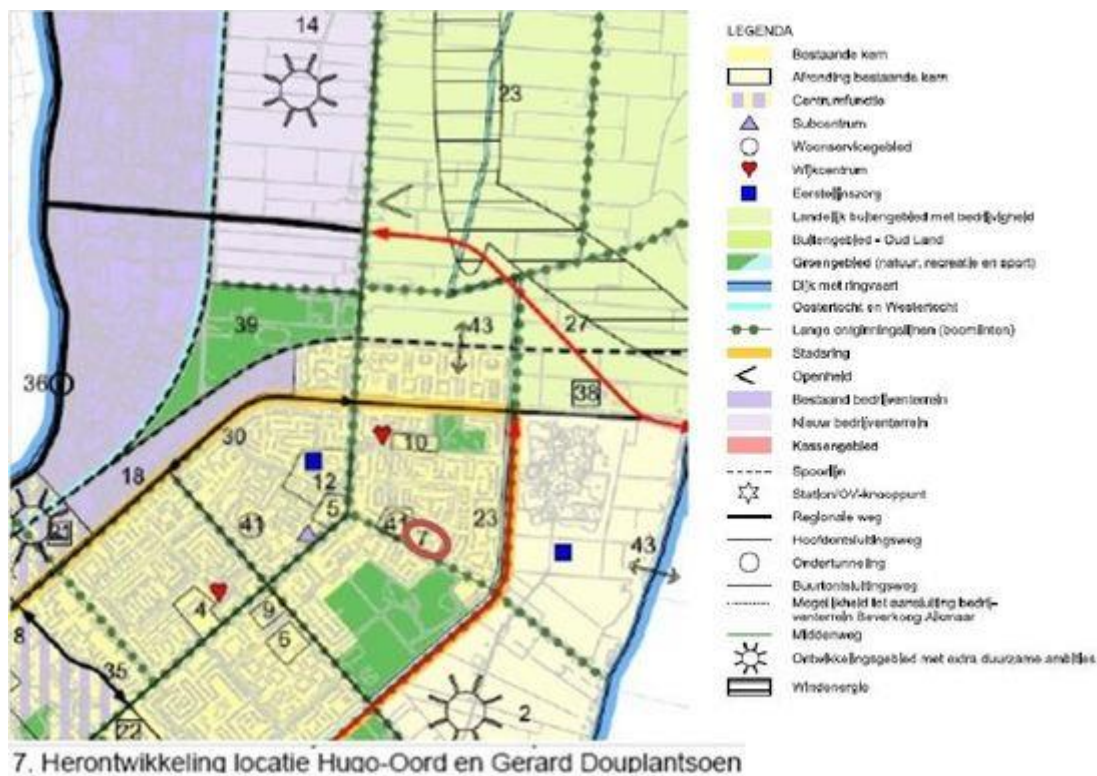 14
23
39
43
27
36
38
30
10
18
12
5
23
41
41
7
21
43
4
9
6
8
35
2
22
LEGENDA
Bestaande kern
Afronding bestaande kern
Centrumfunctie
Subcentrum
Woonservicegebied
Wijkcentrum
Eerstelijnszorg
Landelijk buitengebied met bedrijvigheid
Buitengebied - Oud Land
Groengebied (natuur, recreatie en sport)
Dijk met ringvaart
Oostertocht en Westertocht
Lange ontginningslijnen (boomlinten)
Stadsring
Openheid
Bestaand bedrijventerrein
Nieuw bedrijventerrein
Kassengebied
Spoorlijn
Station/OV-knooppunt
Regionale weg
Hoofdontsluitingsweg
Ondertunneling
Buurtontsluitingsweg
Mogelijkheid tot aansluiting bedrij-
venterrein Beverkoog Alkmaar
Middenweg
Ontwikkelingsgebied met extra duurzame ambities
Windenergie
7. Herontwikkeling locatie Hugo-Oord en Gerard Douplantsoen